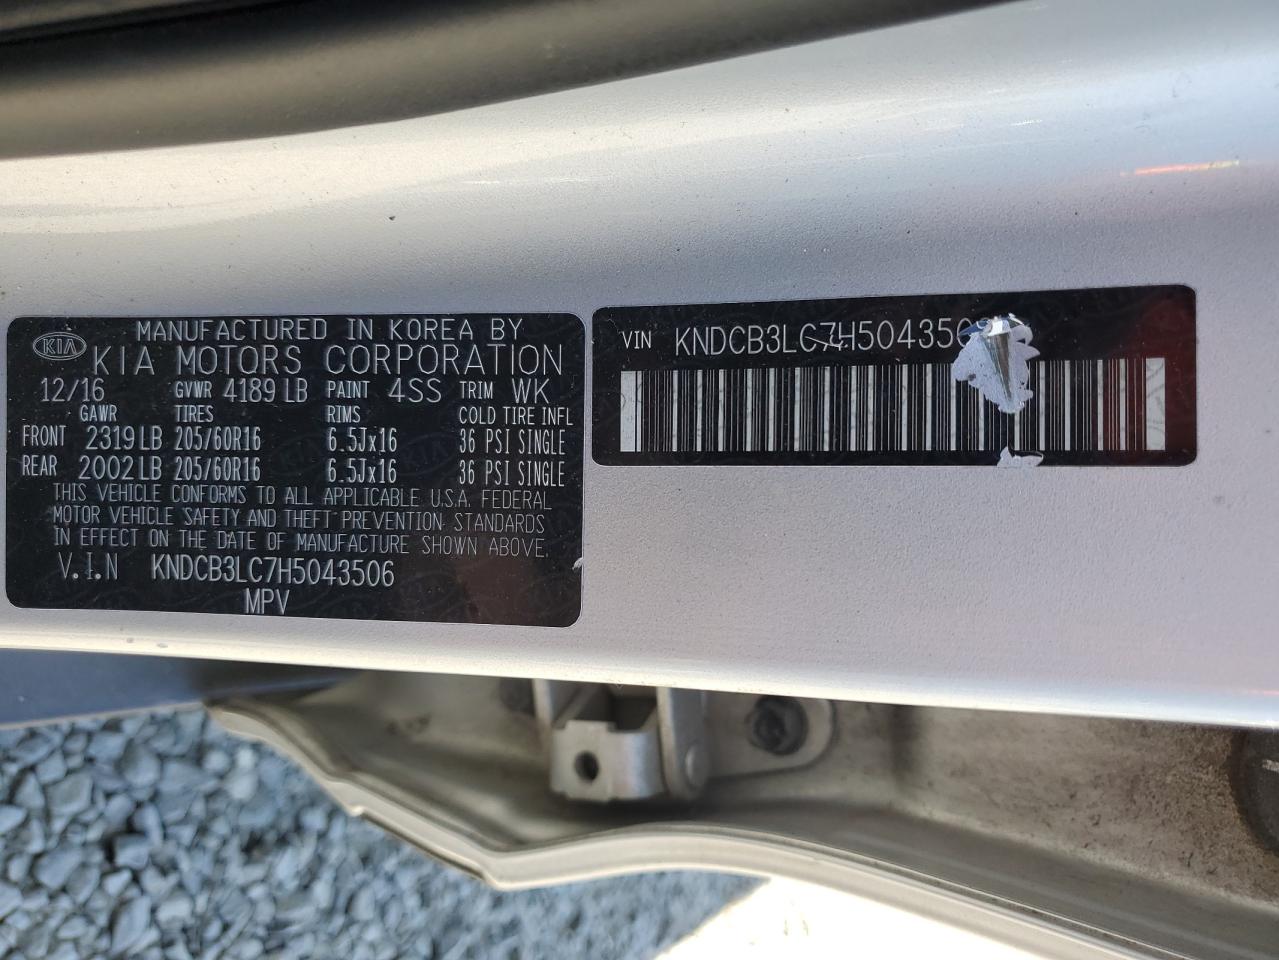 MANUFACTURED IN KOREA BY
KIA KIA MOTORS CORPORATION
12/16 GVWR 4189 LB PAINT 4SS TRIM WK
GAWR TIRES RIMS COLD TIRE INFL
FRONT 2319 LB 205/60R16 6.5Jx16 36 PSI SINGLE
REAR 2002 LB 205/60R16 6.5Jx16 36 PSI SINGLE
THIS VEHICLE CONFORMS TO ALL APPLICABLE U.S.A. FEDERAL
MOTOR VEHICLE SAFETY AND THEFT PREVENTION STANDARDS
IN EFFECT ON THE DATE OF MANUFACTURE SHOWN ABOVE.
V.I.N KNDCB3LC7H5043506
MPV
VIN